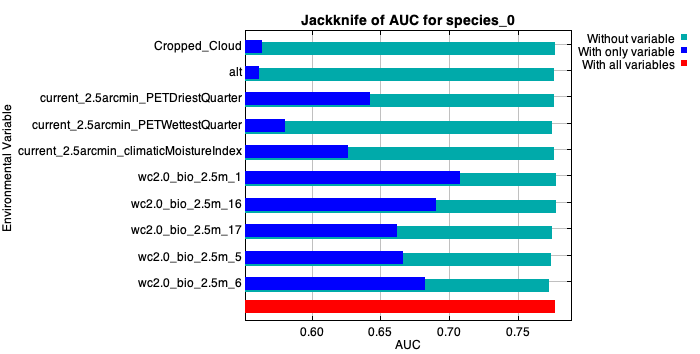 Jackknife of AUC for species_0
Without variable
With only variable
With all variables
Environmental Variable
Cropped_Cloud
alt
current_2.5arcmin_PETDriestQuarter
current_2.5arcmin_PETWettestQuarter
current_2.5arcmin_climaticMoistureIndex
wc2.0_bio_2.5m_1
wc2.0_bio_2.5m_16
wc2.0_bio_2.5m_17
wc2.0_bio_2.5m_5
wc2.0_bio_2.5m_6
0.60 0.65 0.70 0.75
AUC